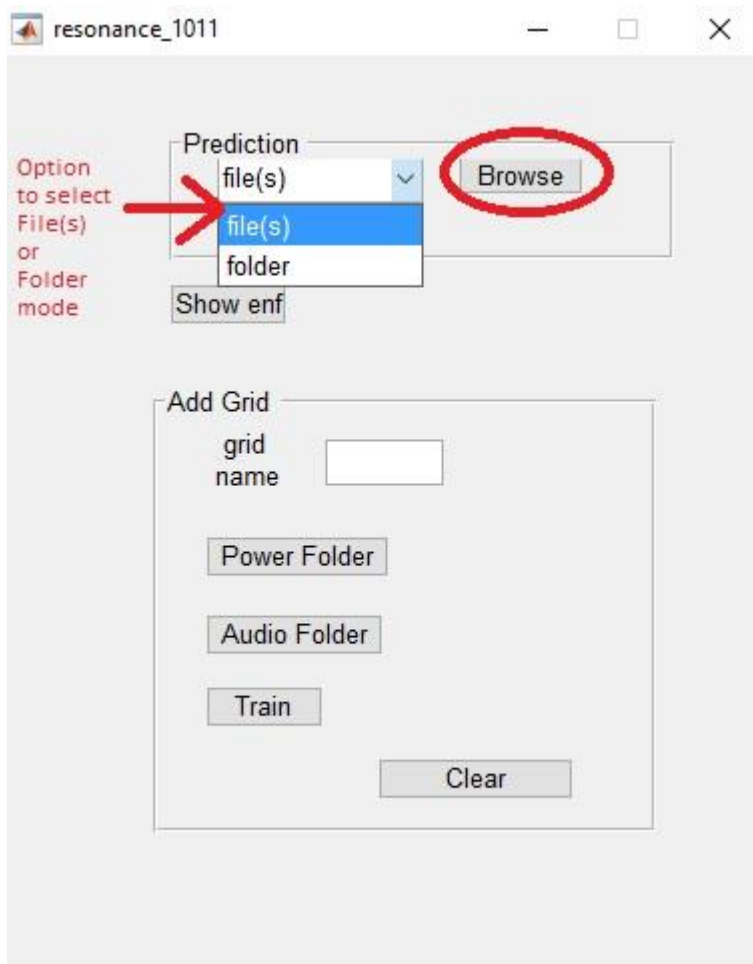 resonance_1011
Prediction
Option
to select
File(s)
or
Folder
mode
file(s)
Browse
file(s)
folder
Show enf
Add Grid
grid
name
Power Folder
Audio Folder
Train
Clear